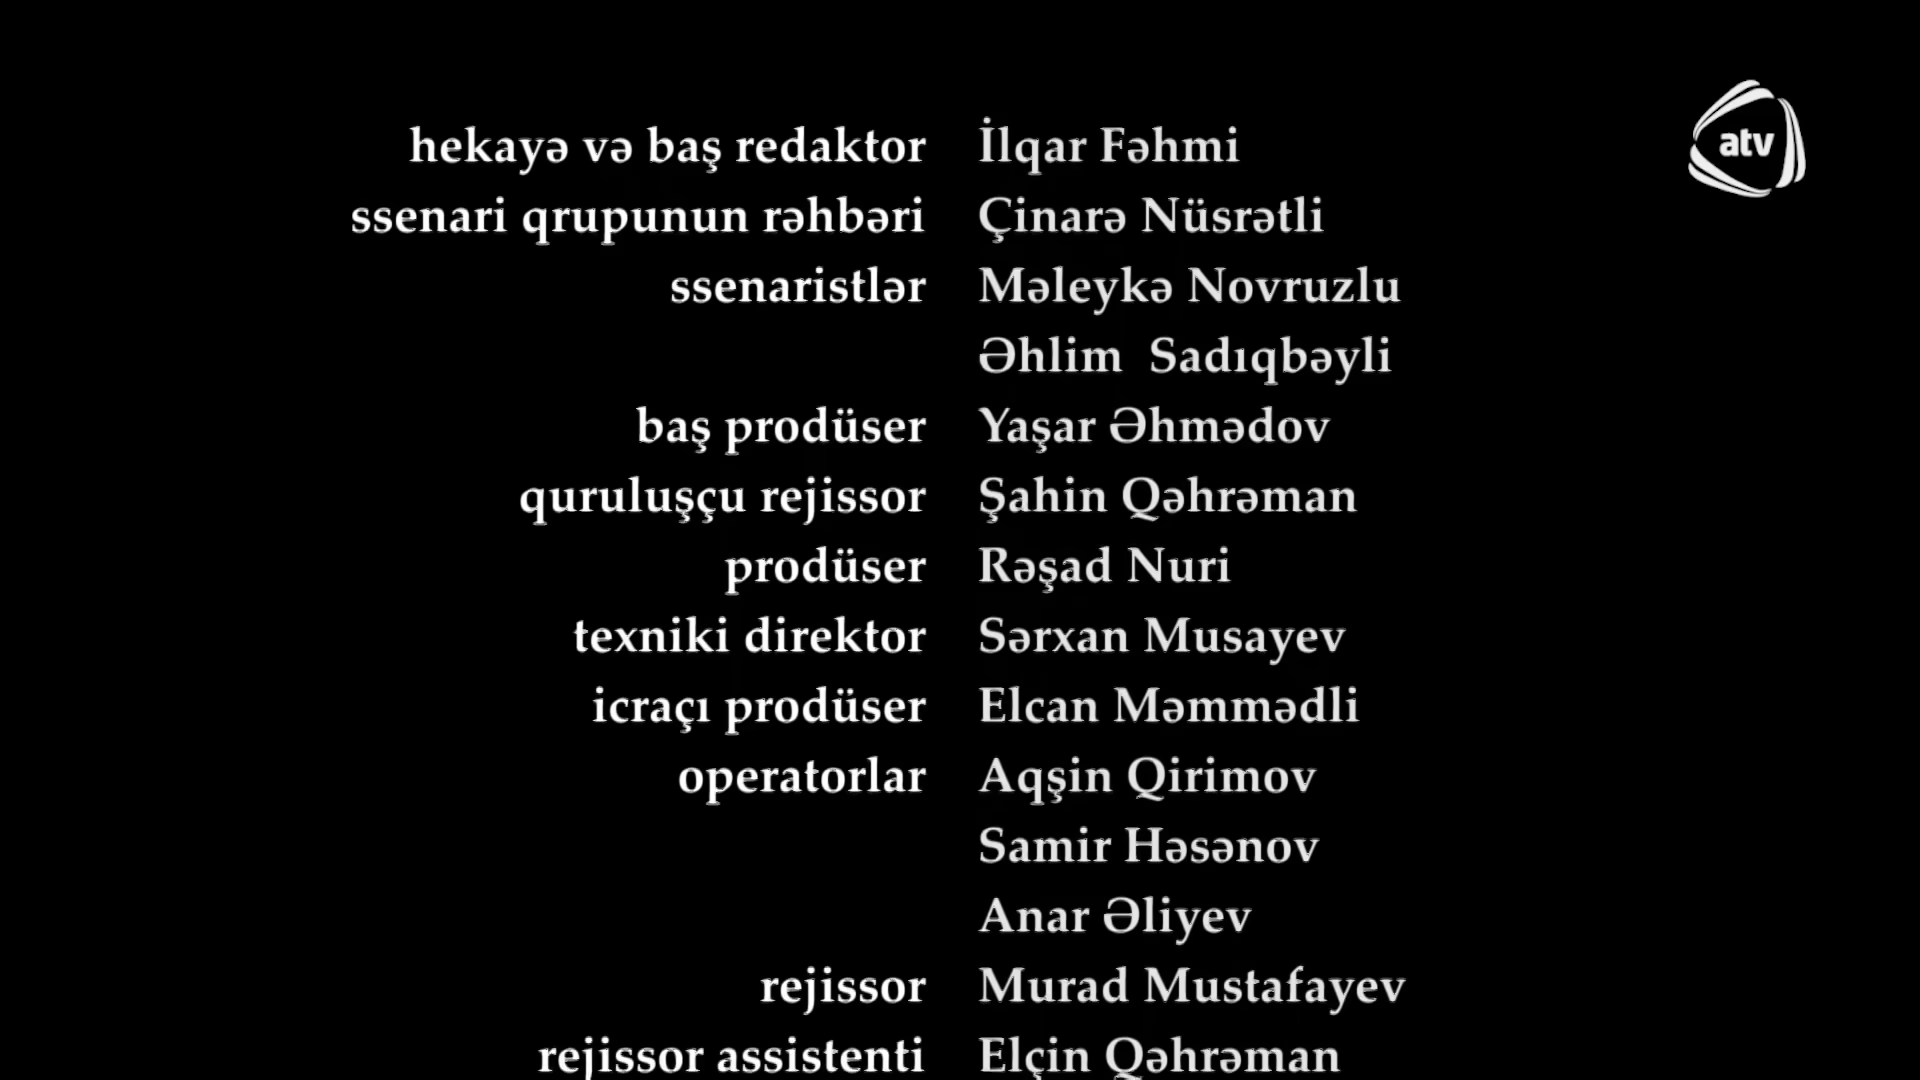 hekayə və baş redaktor İlqar Fəhmi
atv
ssenari qrupunun rəhbəri Çinarə Nüsrətli
ssenaristlər Məleykə Novruzlu
Əhlim Sadıqbəyli
baş prodüser Yaşar Əhmədov
quruluşçu rejissor Şahin Qəhrəman
prodüser Rəşad Nuri
texniki direktor Sərxan Musayev
icraçı prodüser Elcan Məmmədli
operatorlar Aqşin Qirimov
Samir Həsənov
Anar Əliyev
rejissor Murad Mustafayev
rejissor assistenti Elçin Qəhrəman